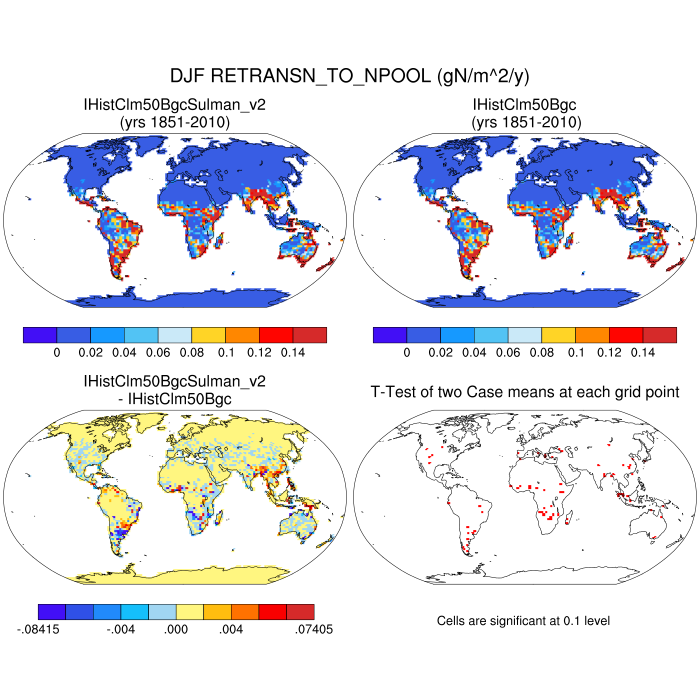 DJF RETRANSN_TO_NPOOL (gN/m^2/y)
IHistClm50BgcSulman_v2
(yrs 1851-2010)
IHistClm50Bgc
(yrs 1851-2010)
0 0.02 0.04 0.06 0.08 0.1 0.12 0.14
0 0.02 0.04 0.06 0.08 0.1 0.12 0.14
IHistClm50BgcSulman_v2
- IHistClm50Bgc
T-Test of two Case means at each grid point
-.08415 -.004 .000 .004 .07405
Cells are significant at 0.1 level